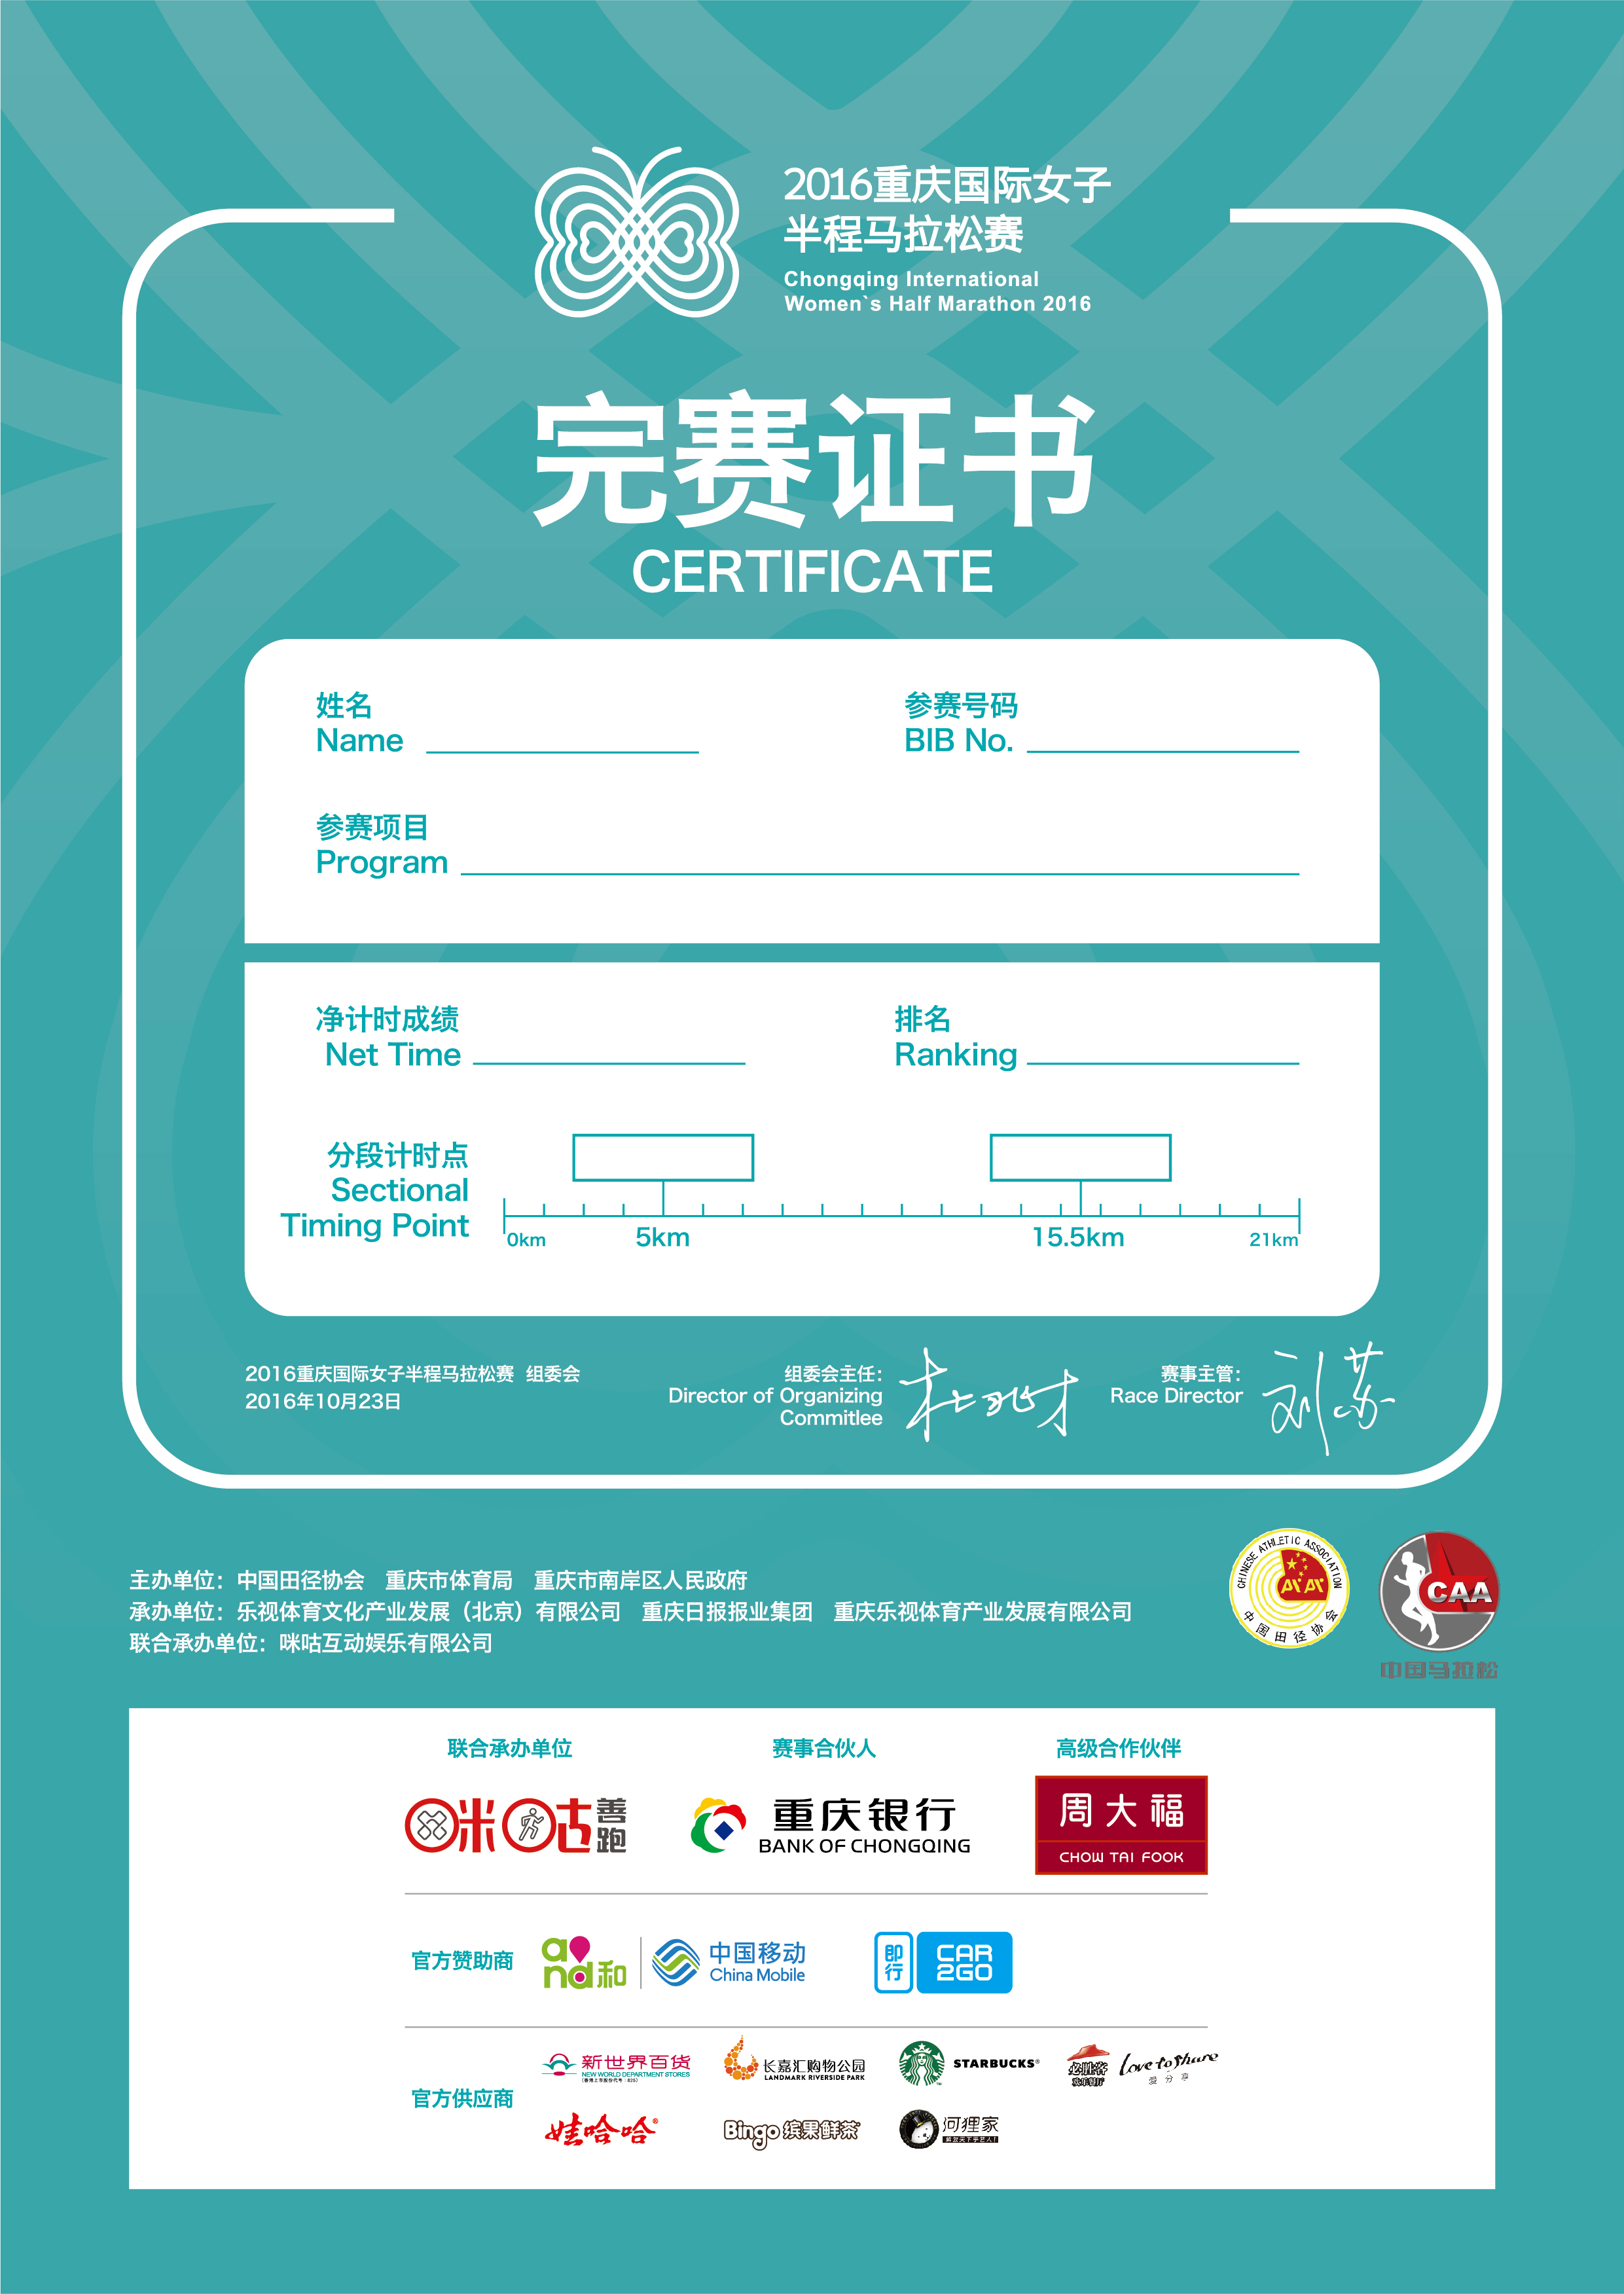 2016重庆国际女子
半程马拉松赛
Chongqing International
Women`s Half Marathon 2016
完赛证书
CERTIFICATE
姓名
Name
参赛号码
BIB No.
参赛项目
Program
净计时成绩
Net Time
排名
Ranking
分段计时点
Sectional
Timing Point
0km
5km
15.5km
21km
2016重庆国际女子半程马拉松赛 组委会
2016年10月23日
组委会主任:
Director of Organizing
Commitlee
赛事主管:
Race Director
刘苏
主办单位：中国田径协会 重庆市体育局 重庆市南岸区人民政府
承办单位：乐视体育文化产业发展（北京）有限公司 重庆日报报业集团 重庆乐视体育产业发展有限公司
联合承办单位：咪咕互动娱乐有限公司
CHINESE ATHLETIC ASSOCIATION
中国田径协会
CAA
中国马拉松
联合承办单位
赛事合伙人
高级合作伙伴
咪咕善跑
重庆银行
BANK OF CHONGQING
周大福
CHOW TAI FOOK
官方赞助商
and和
中国移动
China Mobile
即行
CAR2GO
官方供应商
新世界百货
NEW WORLD DEPARTMENT STORES
(香港上市股份代号：825)
长嘉汇购物公园
LANDMARK RIVERSIDE PARK
STARBUCKS®
必胜客
欢乐餐厅
Love to Share
爱分享
娃哈哈®
Bingo缤果鲜茶
河狸家